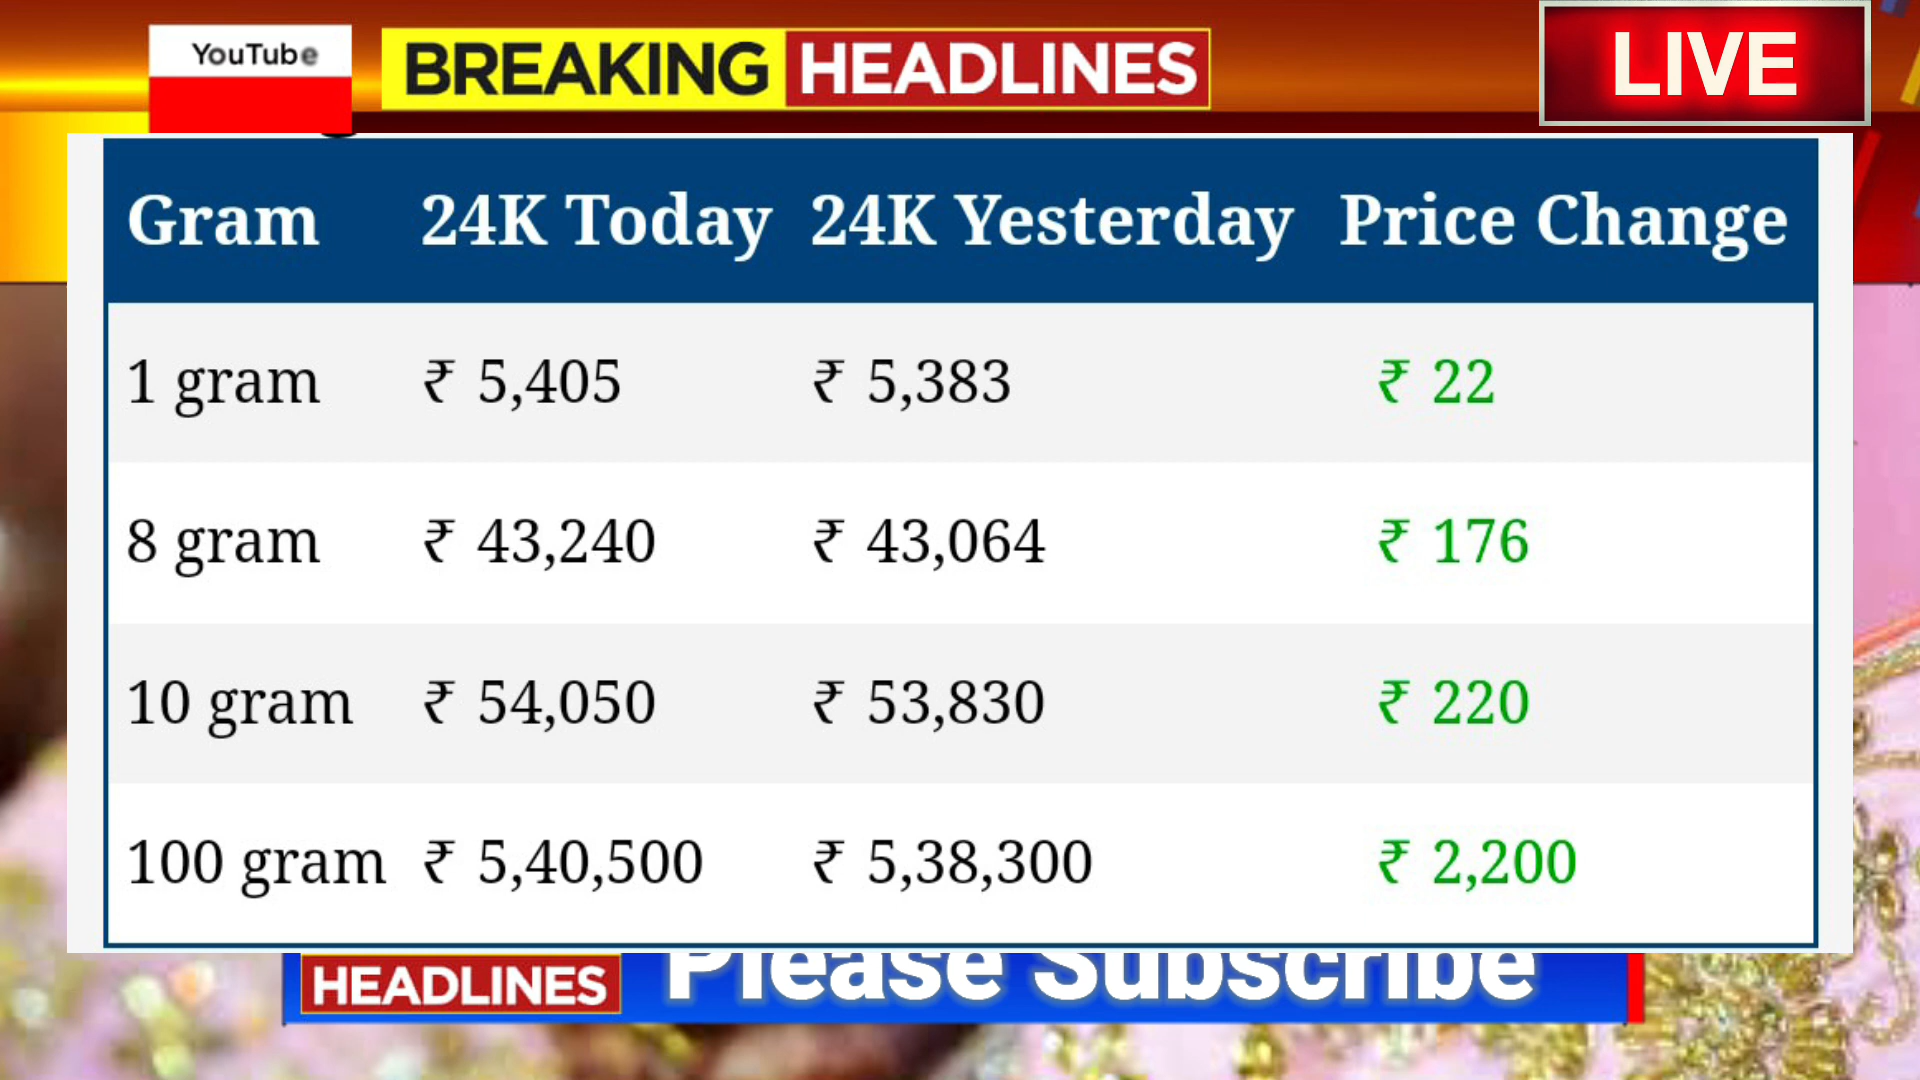 YouTube
BREAKING HEADLINES
LIVE
Gram 24K Today 24K Yesterday Price Change
1 gram ₹ 5,405 ₹ 5,383 ₹ 22
8 gram ₹ 43,240 ₹ 43,064 ₹ 176
10 gram ₹ 54,050 ₹ 53,830 ₹ 220
100 gram ₹ 5,40,500 ₹ 5,38,300 ₹ 2,200
HEADLINES Please Subscribe